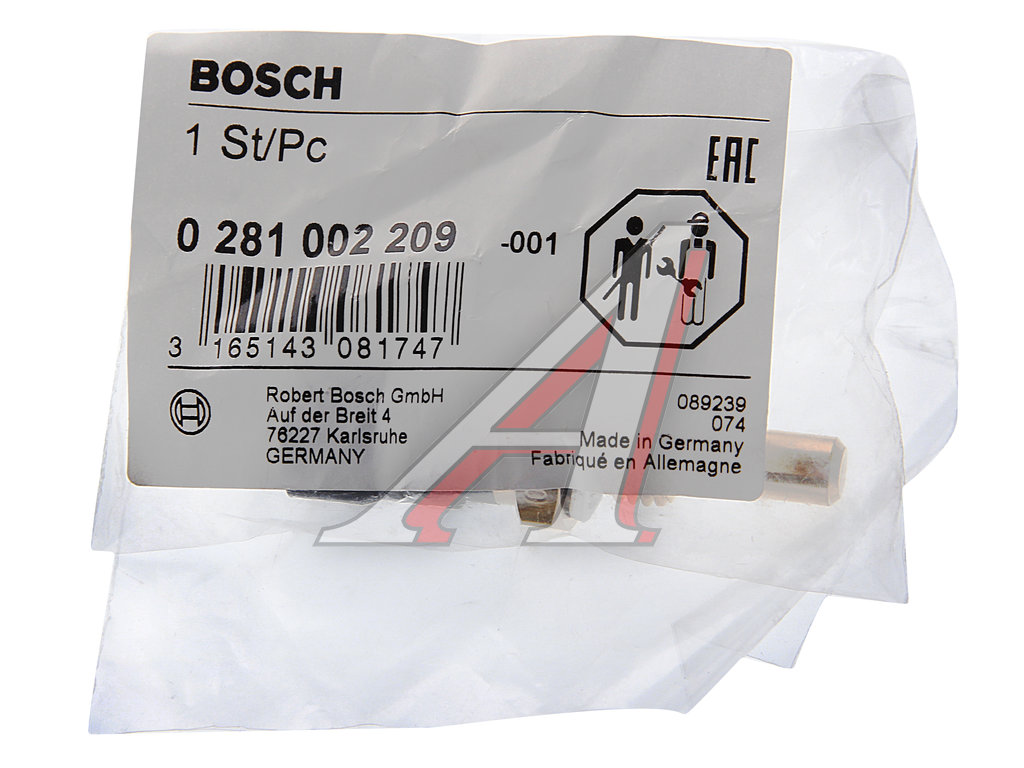 BOSCH
1 St/Pc
EAC
0 281 002 209 -001
3 165143 081747
Robert Bosch GmbH
Auf der Breit 4
76227 Karlsruhe
GERMANY
089239
074
Made in Germany
Fabriqué en Allemagne